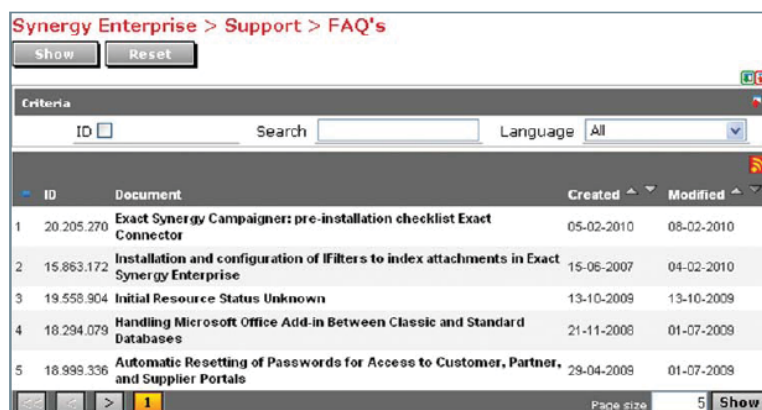 Synergy Enterprise > Support > FAQ's
Show Reset
Criteria
ID Search Language All
ID Document Created Modified
1 20.205.270 Exact Synergy Campaigner: pre-installation checklist Exact
Connector 05-02-2010 08-02-2010
2 15.863.172 Installation and configuration of IFilters to index attachments in Exact
Synergy Enterprise 15-06-2007 04-02-2010
3 19.558.904 Initial Resource Status Unknown 13-10-2009 13-10-2009
4 18.294.079 Handling Microsoft Office Add-in Between Classic and Standard
Databases 21-11-2008 01-07-2009
5 18.999.336 Automatic Resetting of Passwords for Access to Customer, Partner,
and Supplier Portals 29-04-2009 01-07-2009
<< < > 1 Page size 5 Show